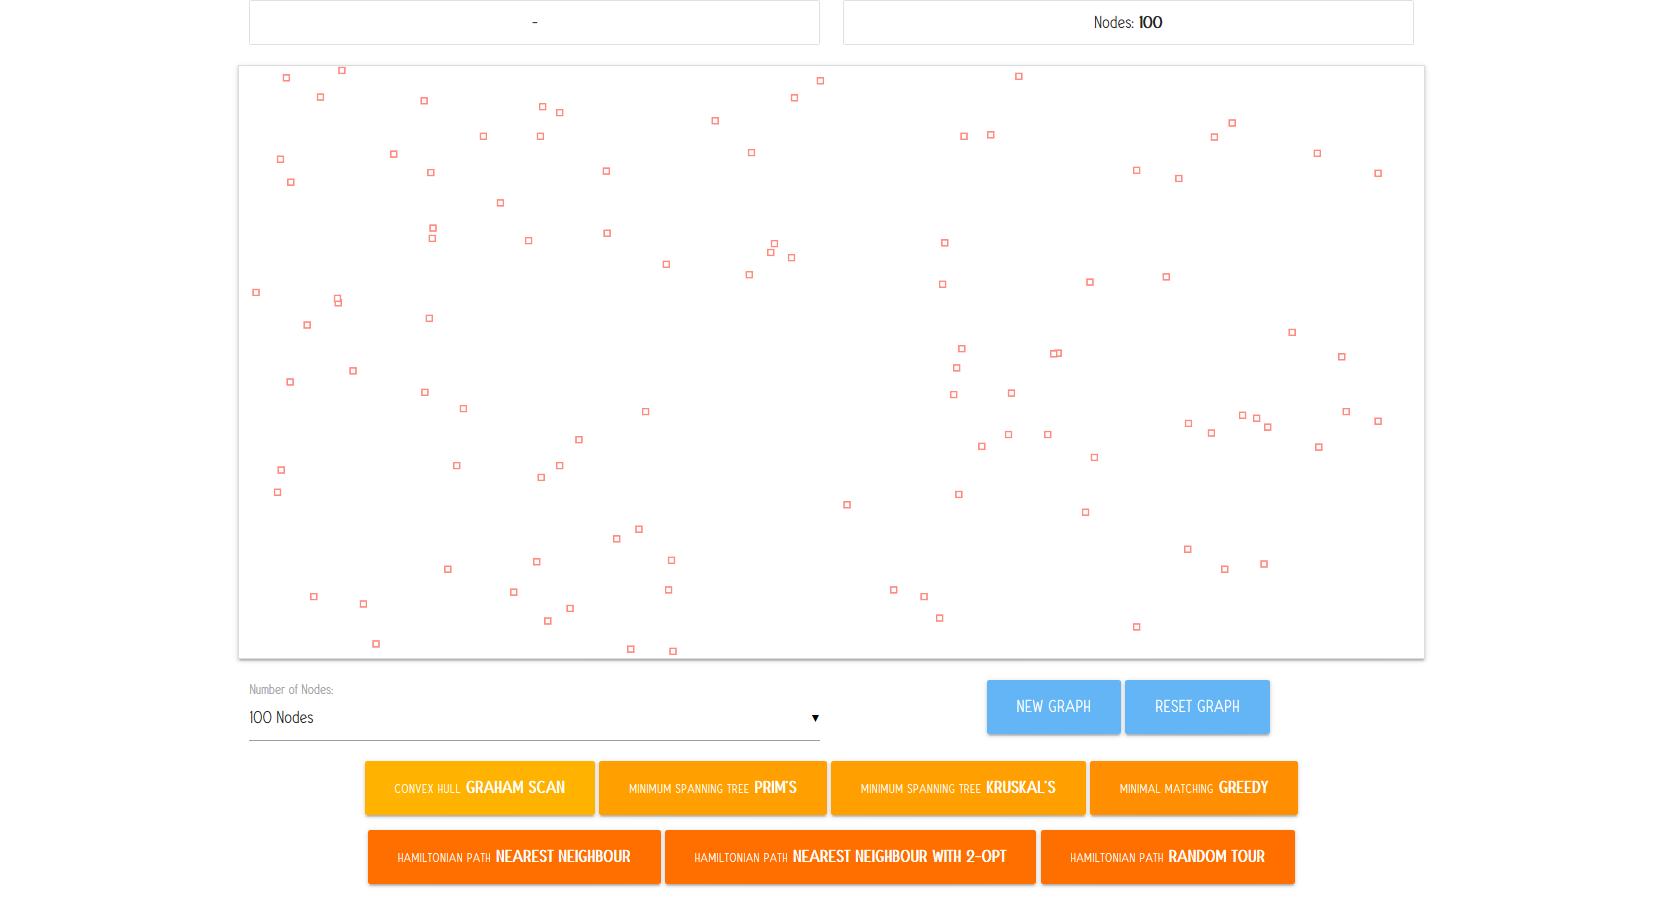 -
Nodes: 100
Number of Nodes:
100 Nodes
NEW GRAPH
RESET GRAPH
CONVEX HULL GRAHAM SCAN
MINIMUM SPANNING TREE PRIM'S
MINIMUM SPANNING TREE KRUSKAL'S
MINIMAL MATCHING GREEDY
HAMILTONIAN PATH NEAREST NEIGHBOUR
HAMILTONIAN PATH NEAREST NEIGHBOUR WITH 2-OPT
HAMILTONIAN PATH RANDOM TOUR